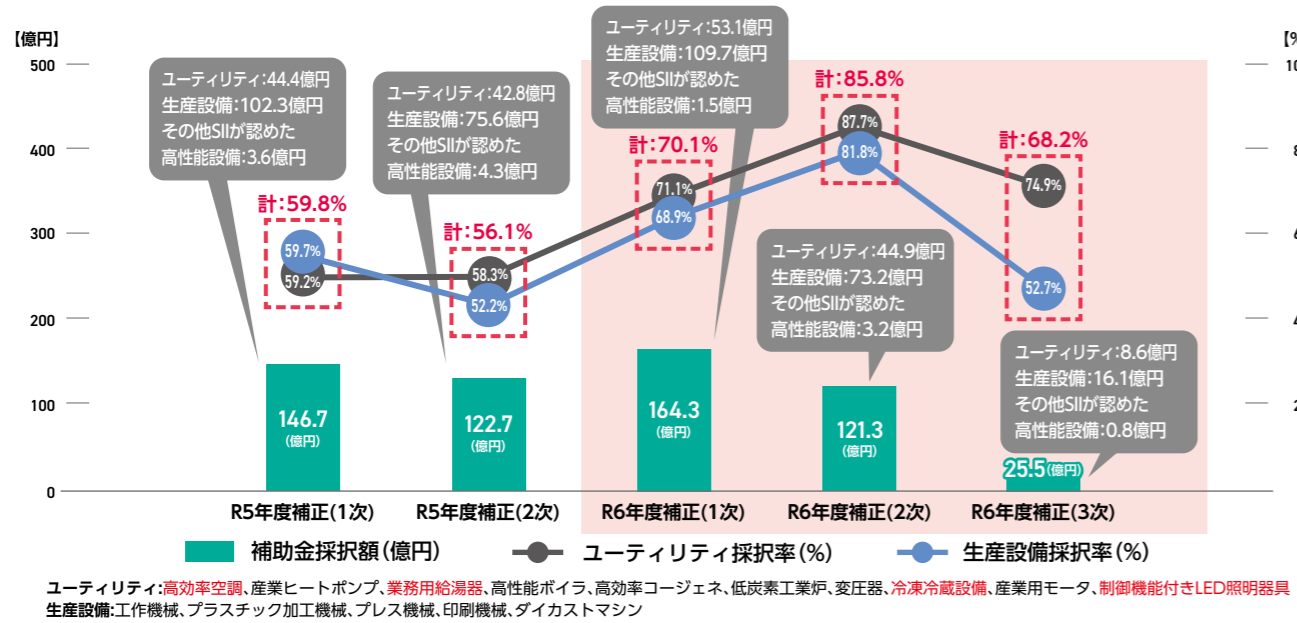 【億円】
【%
500
400
300
200
100
0
10
8
6
4
2
ユーティリティ:44.4億円
生産設備:102.3億円
その他SIIが認めた
高性能設備:3.6億円
ユーティリティ:42.8億円
生産設備:75.6億円
その他SIIが認めた
高性能設備:4.3億円
ユーティリティ:53.1億円
生産設備:109.7億円
その他SIIが認めた
高性能設備:1.5億円
ユーティリティ:44.9億円
生産設備:73.2億円
その他SIIが認めた
高性能設備:3.2億円
ユーティリティ:8.6億円
生産設備:16.1億円
その他SIIが認めた
高性能設備:0.8億円
計:59.8%
59.7%
59.2%
計:56.1%
58.3%
52.2%
計:70.1%
71.1%
68.9%
計:85.8%
87.7%
81.8%
計:68.2%
74.9%
52.7%
146.7
(億円)
122.7
(億円)
164.3
(億円)
121.3
(億円)
25.5(億円)
R5年度補正(1次)
R5年度補正(2次)
R6年度補正(1次)
R6年度補正(2次)
R6年度補正(3次)
補助金採択額(億円)
ユーティリティ採択率(%)
生産設備採択率(%)
ユーティリティ:高効率空調、産業ヒートポンプ、業務用給湯器、高性能ボイラ、高効率コージェネ、低炭素工業炉、変圧器、冷凍冷蔵設備、産業用モータ、制御機能付きLED照明器具
生産設備:工作機械、プラスチック加工機械、プレス機械、印刷機械、ダイカストマシン